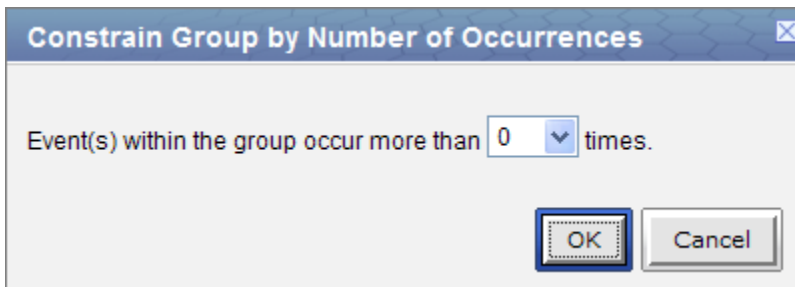 Constrain Group by Number of Occurrences
Event(s) within the group occur more than 0 times.
OK Cancel